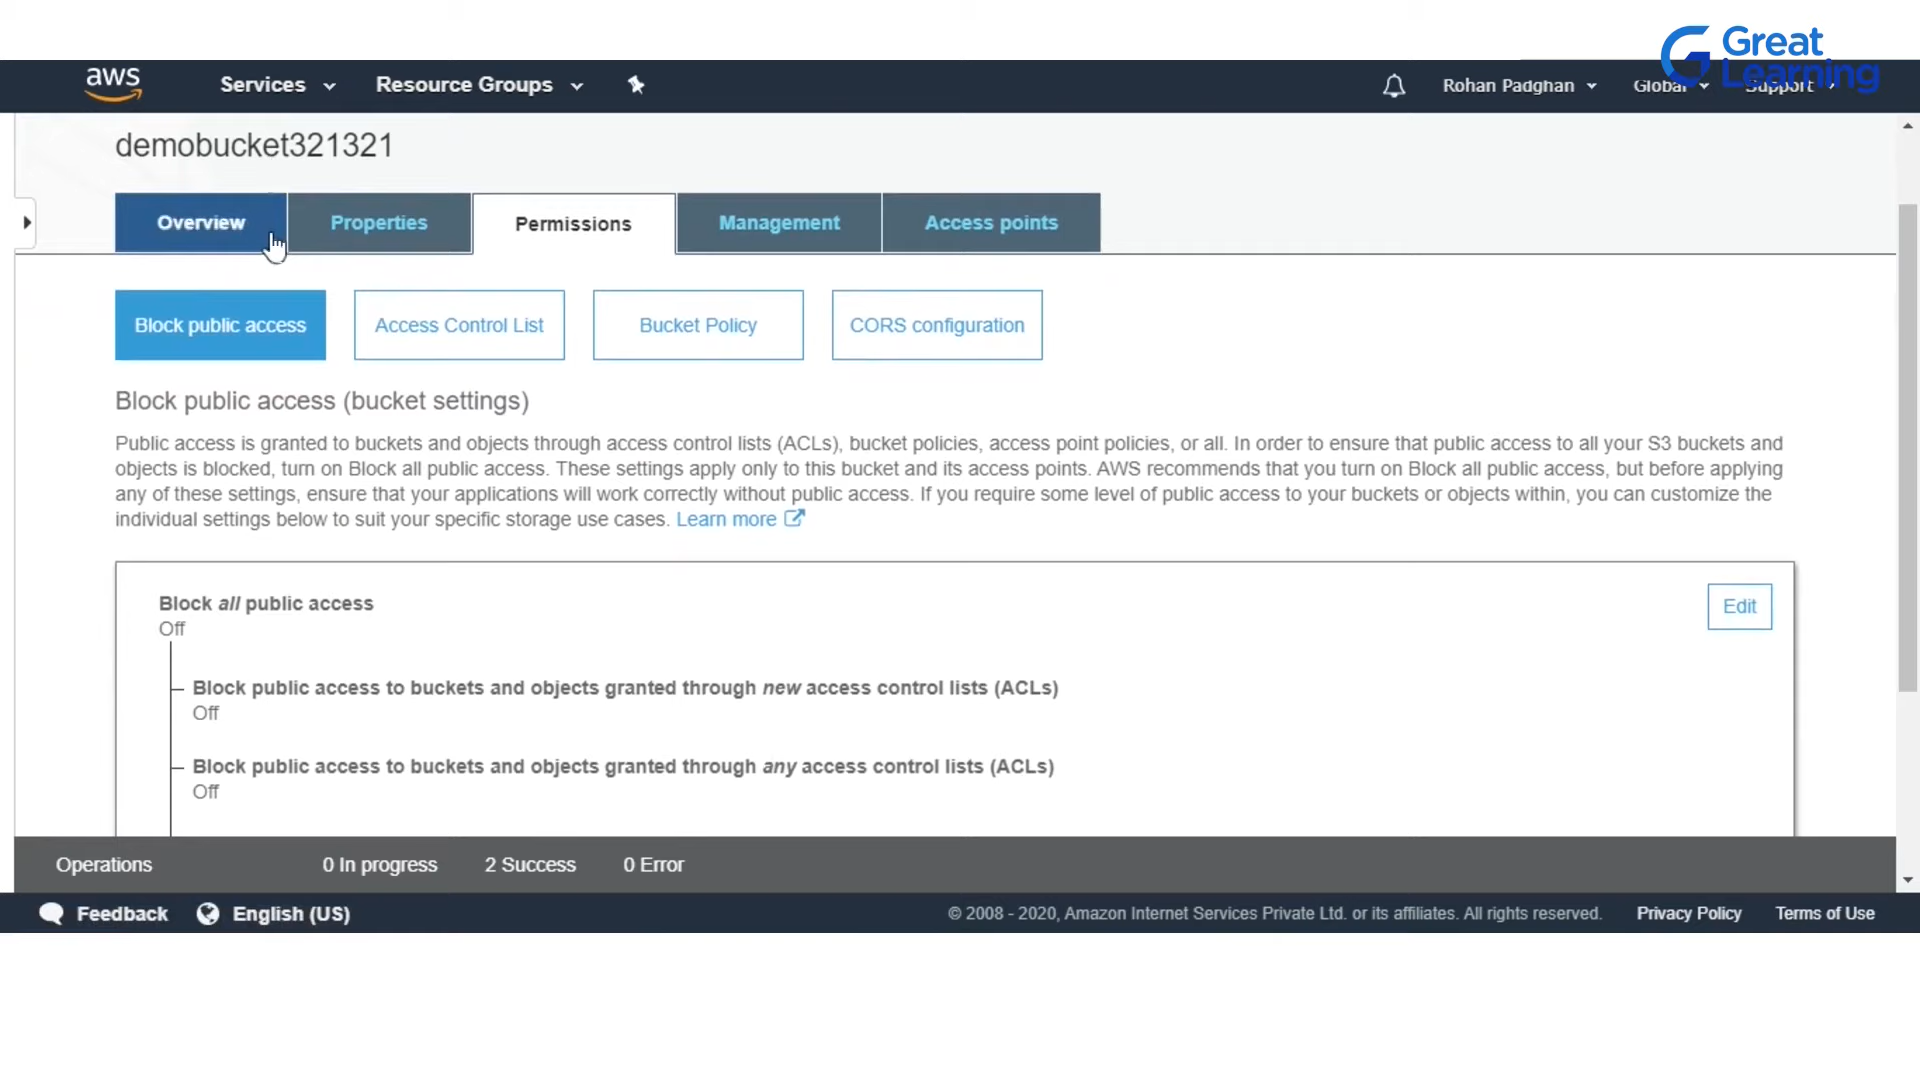 Great
Learning
aws
Services
Resource Groups
Rohan Padghan
Global
Support
demobucket321321
Overview
Properties
Permissions
Management
Access points
Block public access
Access Control List
Bucket Policy
CORS configuration
Block public access (bucket settings)
Public access is granted to buckets and objects through access control lists (ACLs), bucket policies, access point policies, or all. In order to ensure that public access to all your S3 buckets and
objects is blocked, turn on Block all public access. These settings apply only to this bucket and its access points. AWS recommends that you turn on Block all public access, but before applying
any of these settings, ensure that your applications will work correctly without public access. If you require some level of public access to your buckets or objects within, you can customize the
individual settings below to suit your specific storage use cases. Learn more
Block all public access
Edit
Off
Block public access to buckets and objects granted through new access control lists (ACLs)
Off
Block public access to buckets and objects granted through any access control lists (ACLs)
Off
Operations
0 In progress
2 Success
0 Error
Feedback
English (US)
© 2008 - 2020, Amazon Internet Services Private Ltd. or its affiliates. All rights reserved.
Privacy Policy
Terms of Use